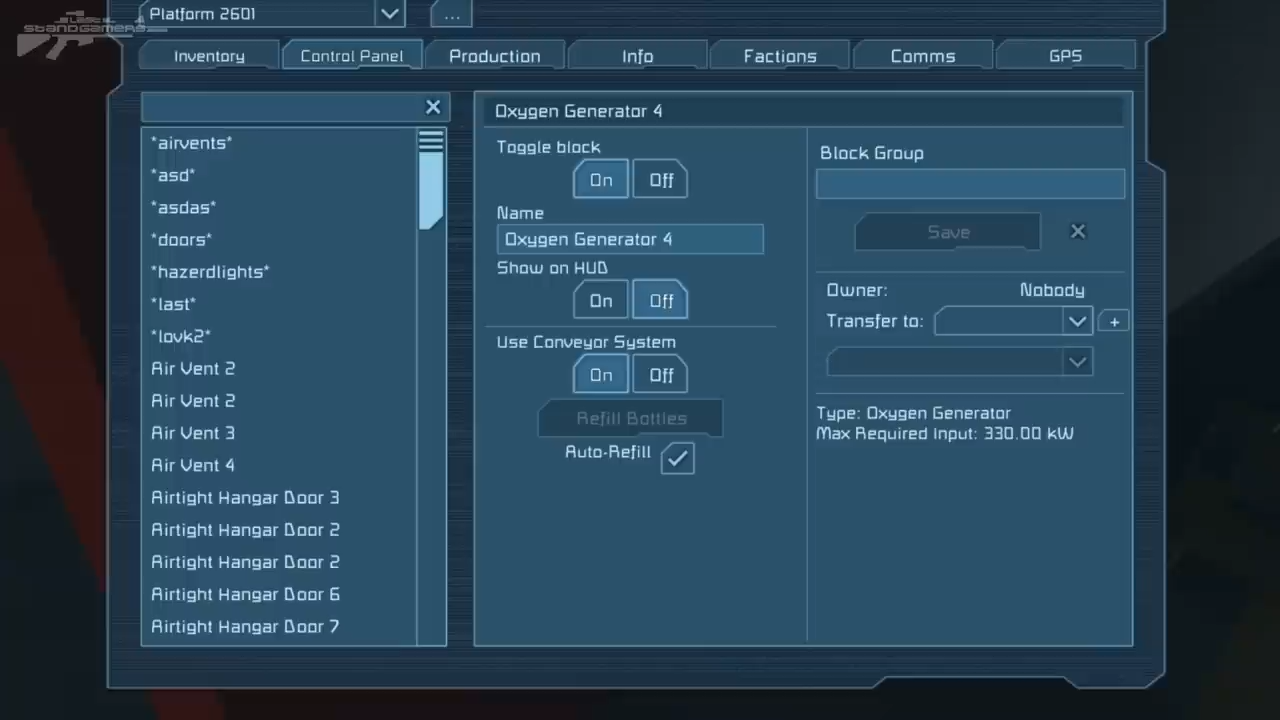 Platform 2601
...
STANDGAMERS
Inventory
Control Panel
Production
Info
Factions
Comms
GPS
*airvents*
*asd*
*asdas*
*doors*
*hazerdlights*
*last*
*lovk2*
Air Vent 2
Air Vent 2
Air Vent 3
Air Vent 4
Airtight Hangar Door 3
Airtight Hangar Door 2
Airtight Hangar Door 2
Airtight Hangar Door 6
Airtight Hangar Door 7
Oxygen Generator 4
Toggle block
On Off
Name
Oxygen Generator 4
Show on HUD
On Off
Use Conveyor System
On Off
Refill Bottles
Auto-Refill
Block Group
Save
Owner: Nobody
Transfer to:
Type: Oxygen Generator
Max Required Input: 330.00 kW